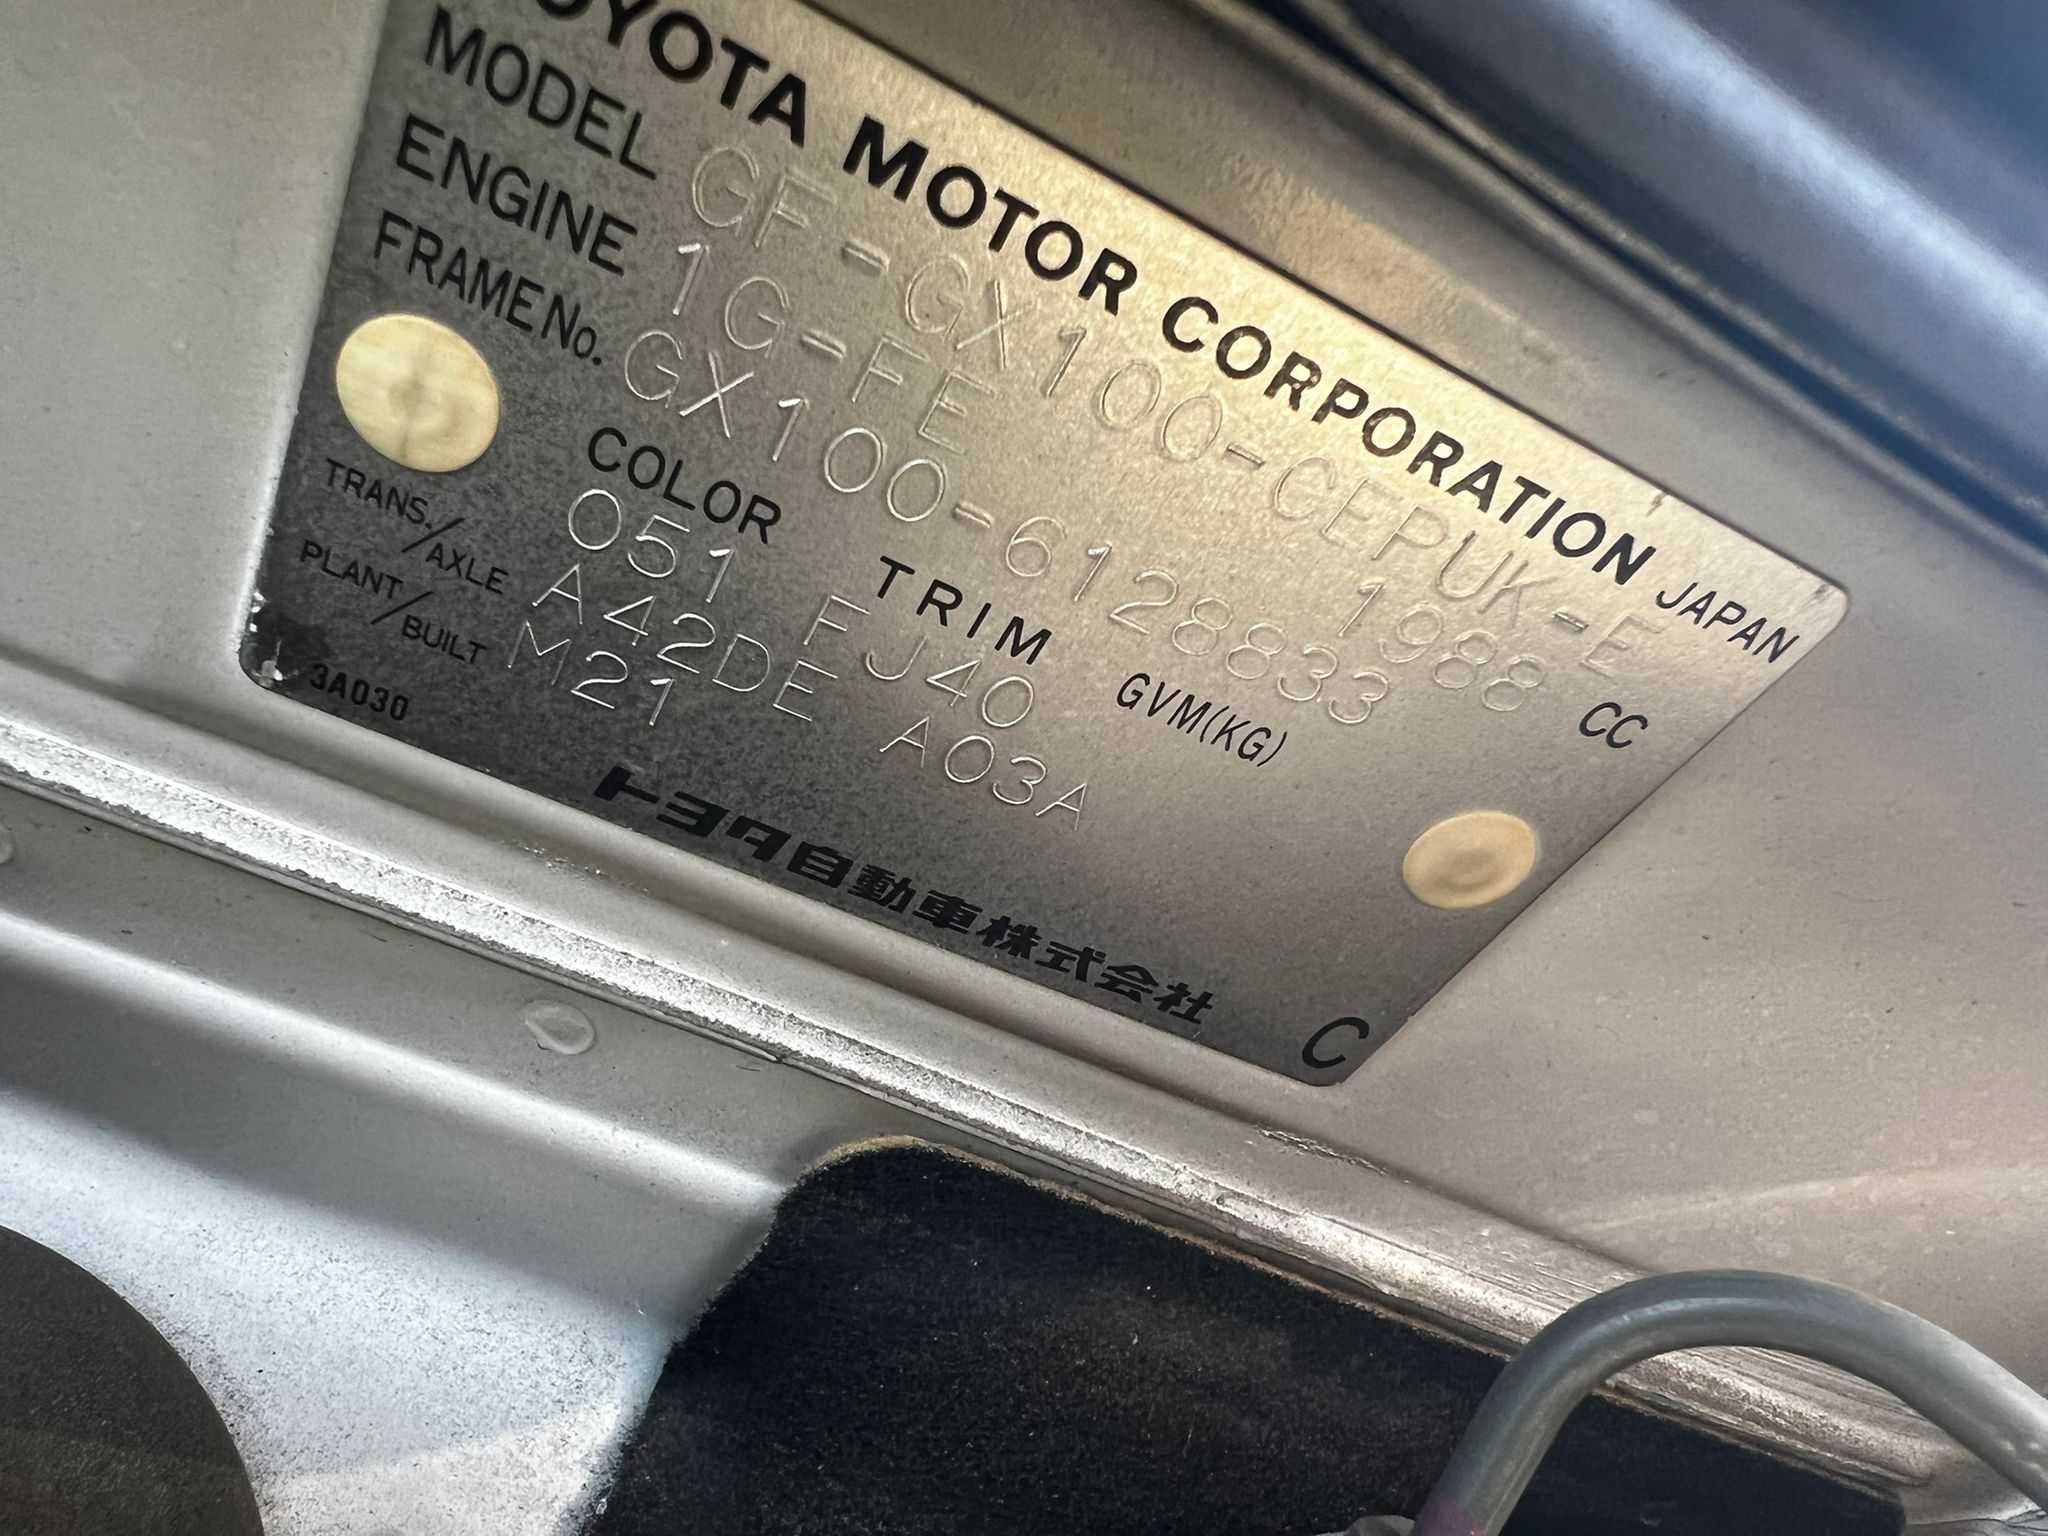 TOYOTA MOTOR CORPORATION JAPAN
MODEL GF-GX100-CEPUK-E
ENGINE 1G-FE 1988 CC
FRAME No. GX100-6128833
COLOR TRIM GVM(KG)
051 FJ40
TRANS./AXLE A42DE A03A
PLANT/BUILT M21
3A030
トヨタ自動車株式会社 C